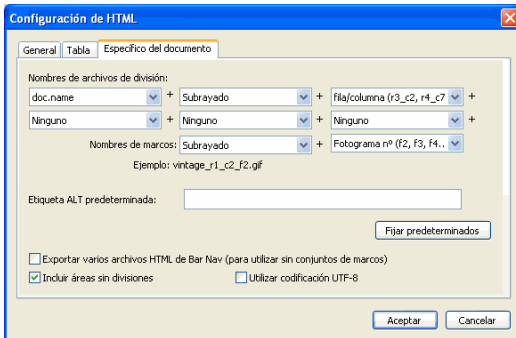 Configuración de HTML
General Tabla Específico del documento
Nombres de archivos de división:
doc.name + Subrayado + fila/columna (r3_c2, r4_c7 +
Ninguno + Ninguno + Ninguno +
Nombres de marcos: Subrayado + Fotograma nº (f2, f3, f4..
Ejemplo: vintage_r1_c2_f2.gif
Etiqueta ALT predeterminada:
Fijar predeterminados
Exportar varios archivos HTML de Bar Nav (para utilizar sin conjuntos de marcos)
Incluir áreas sin divisiones Utilizar codificación UTF-8
Aceptar Cancelar